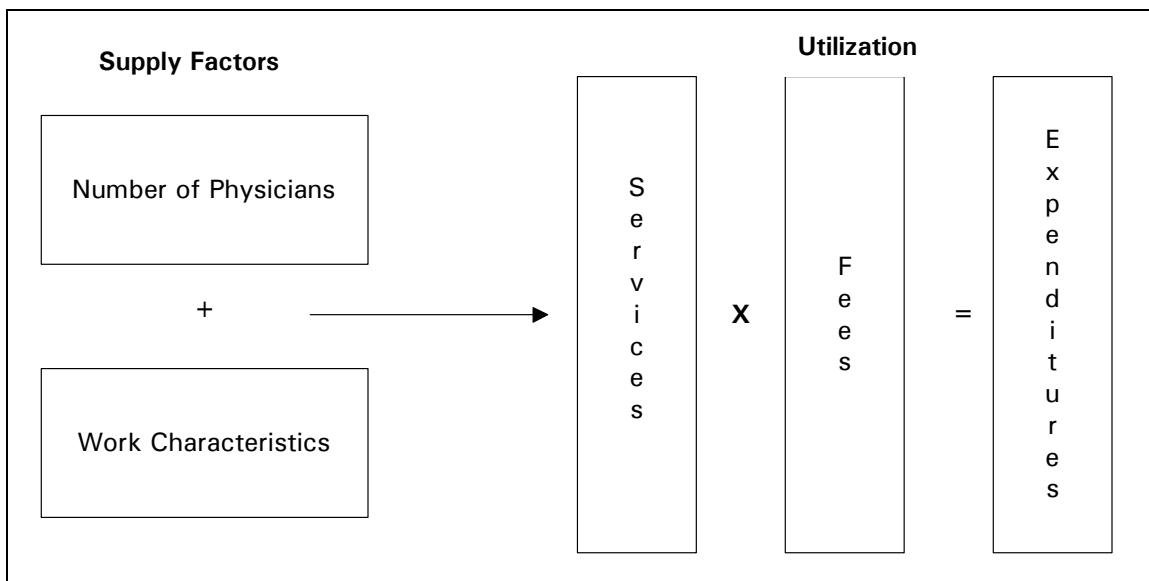 Supply Factors
Utilization
Number of Physicians
+
Work Characteristics
Services
X
Fees
=
Expenditures